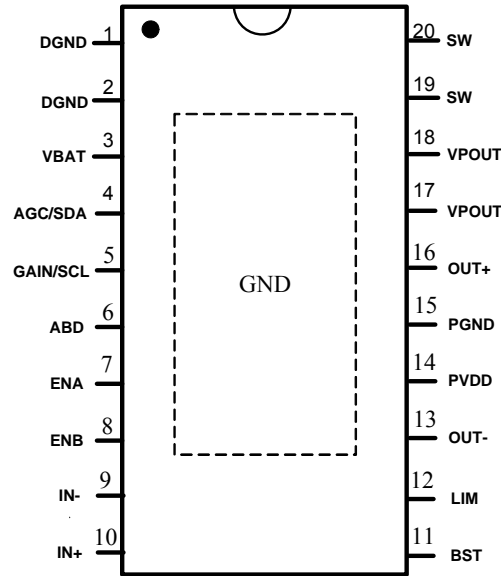 DGND 1 20 SW
DGND 2 19 SW
VBAT 3 18 VPOUT
AGC/SDA 4 17 VPOUT
GAIN/SCL 5 16 OUT+
GND
ABD 6 15 PGND
ENA 7 14 PVDD
ENB 8 13 OUT-
IN- 9 12 LIM
IN+ 10 11 BST